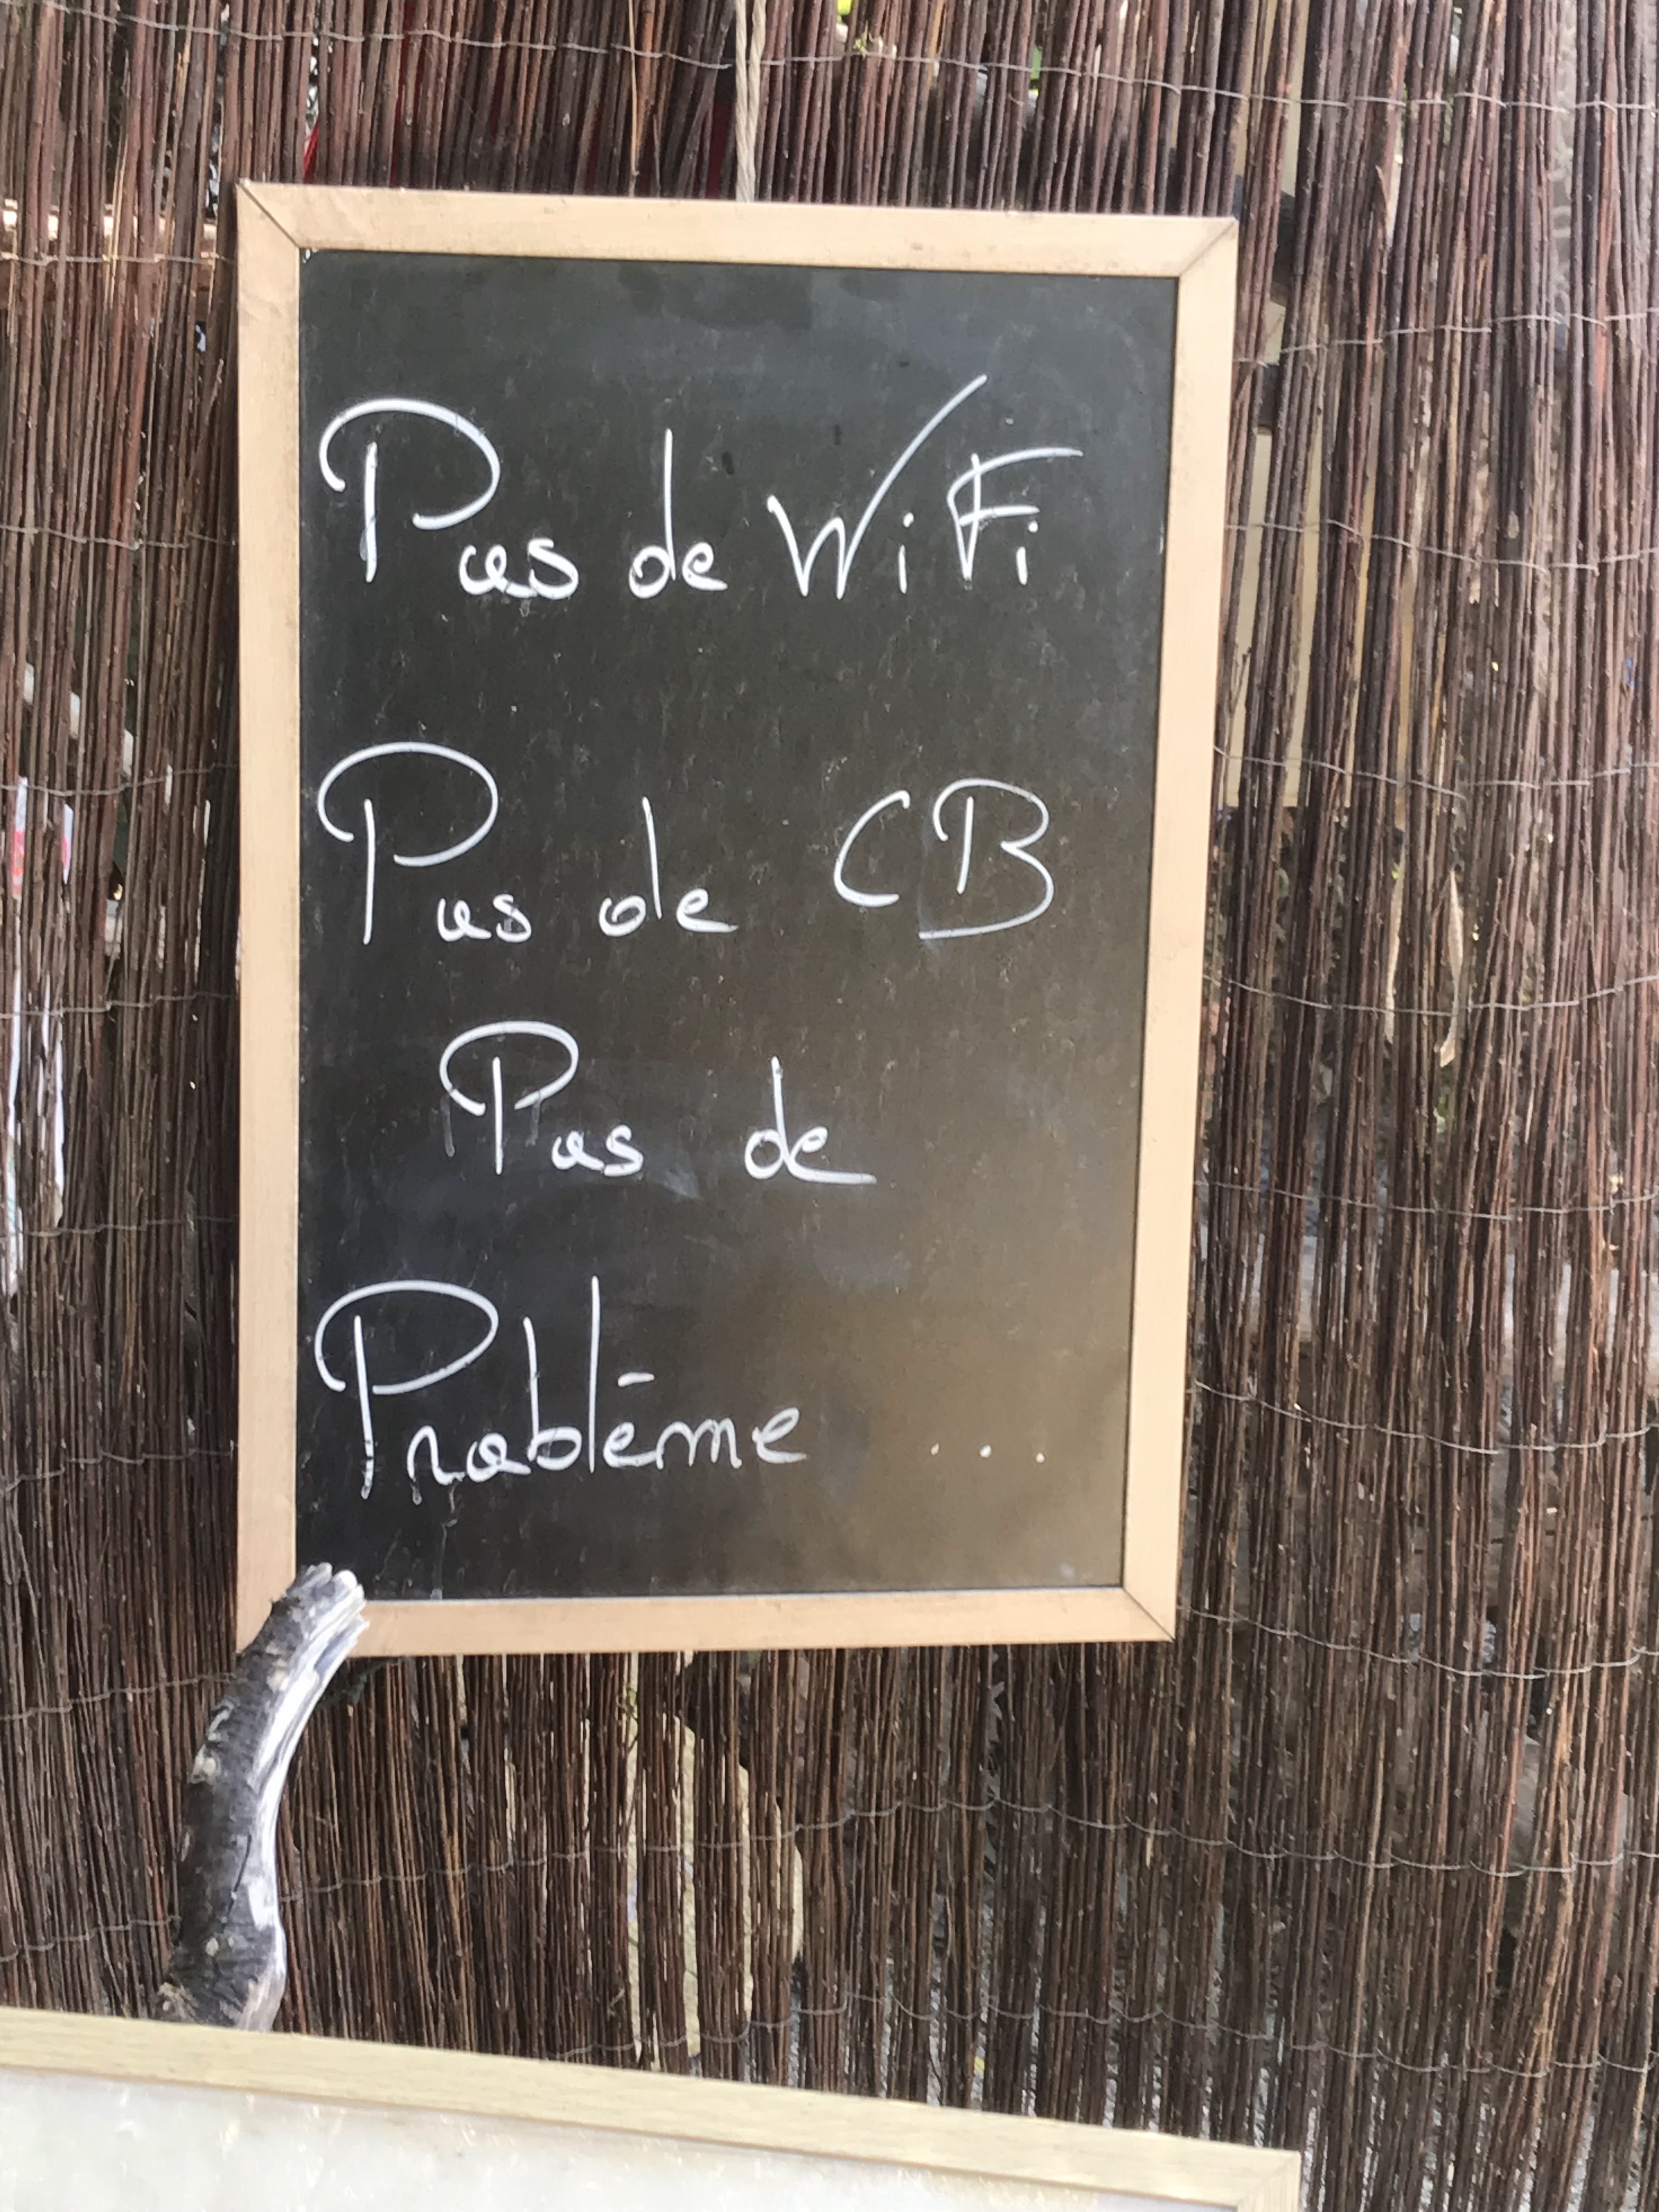 Pas de WiFi
Pas de CB
Pas de
Problème ...